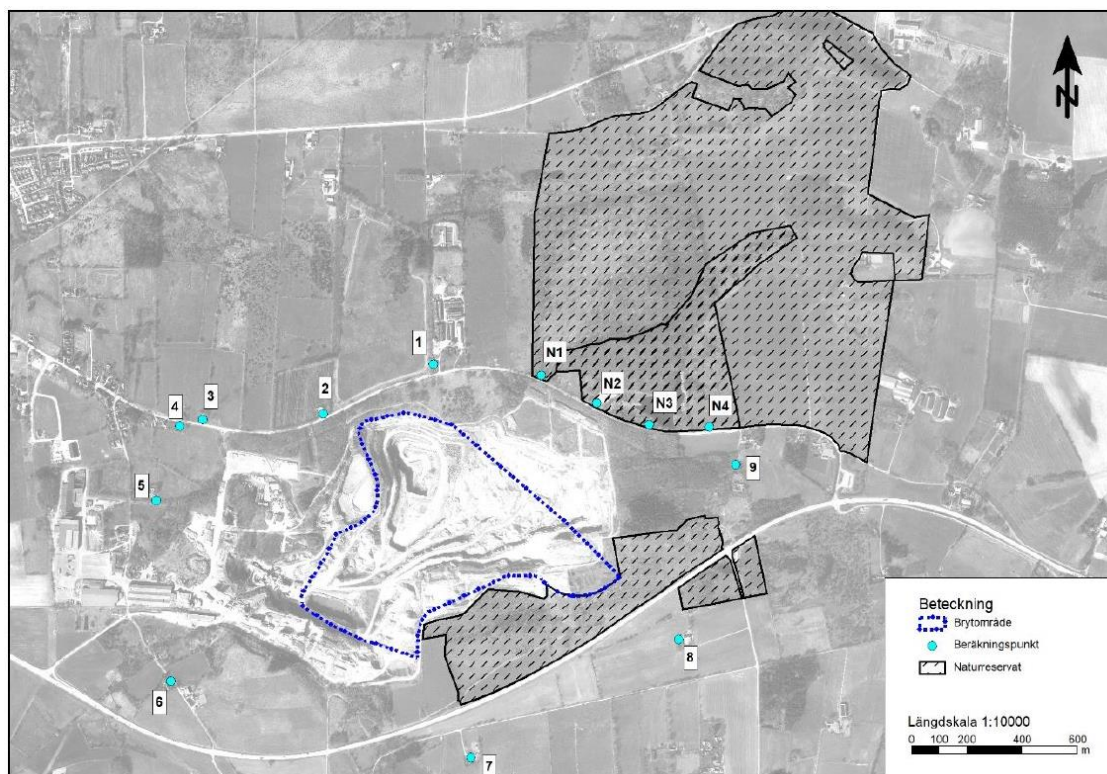 N
1
N1
2
N2
3
4
N3
N4
9
5
8
6
7
Beteckning
Brytområde
Beräkningspunkt
Naturreservat
Längdskala 1:10000
0 100 200 400 600
m